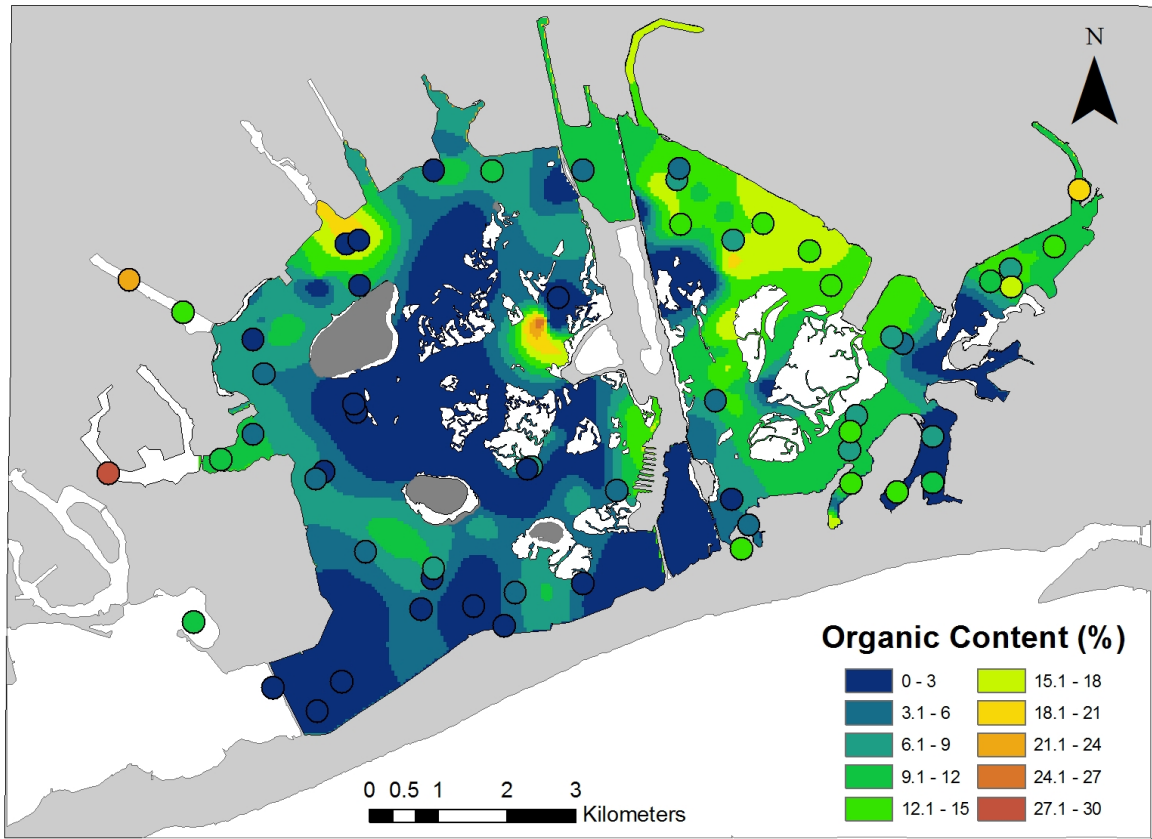 N
Organic Content (%)
0 - 3
3.1 - 6
6.1 - 9
9.1 - 12
12.1 - 15
15.1 - 18
18.1 - 21
21.1 - 24
24.1 - 27
27.1 - 30
0 0.5 1 2 3
Kilometers